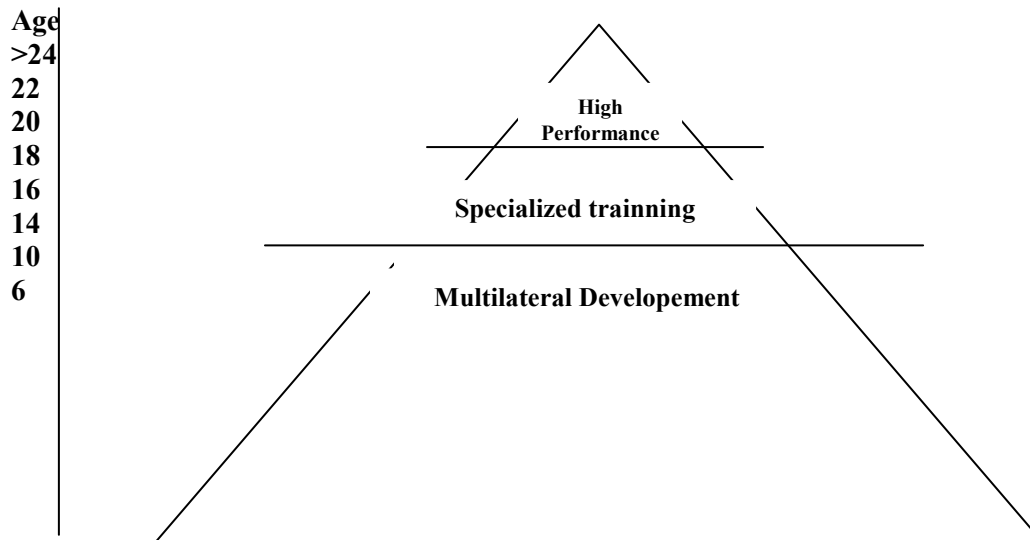 Age
>24
22
20
18
16
14
10
6
High
Performance
Specialized trainning
Multilateral Developement